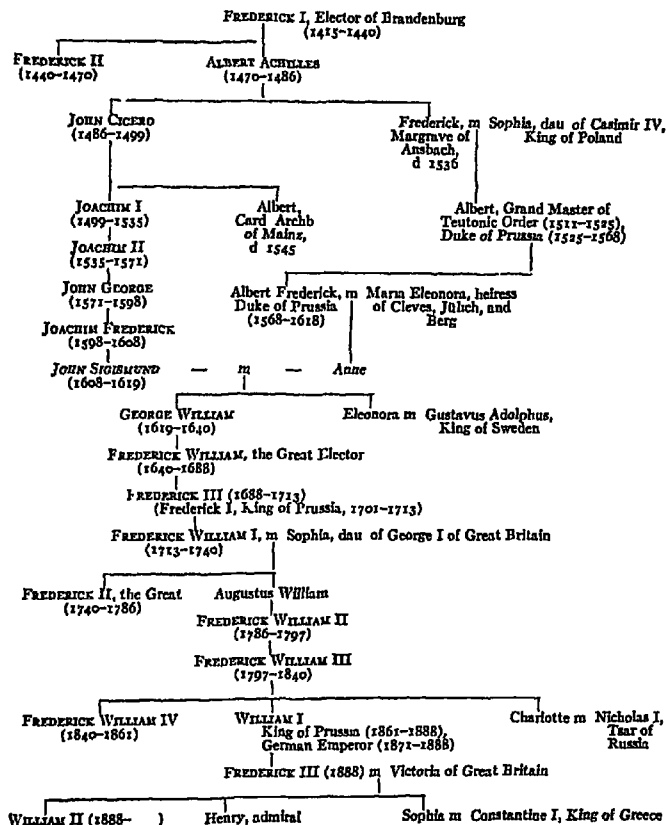 FREDERICK I, Elector of Brandenburg
(1415-1440)
FREDERICK II
(1440-1470)
ALBERT ACHILLES
(1470-1486)
JOHN CICERO
(1486-1499)
Frederick, m Sophia, dau of Casimir IV,
Margrave of King of Poland
Ansbach,
d 1536
JOACHIM I
(1499-1535)
Albert,
Card Archb
of Mainz,
d 1545
Albert, Grand Master of
Teutonic Order (1511-1525),
Duke of Prussia (1525-1568)
JOACHIM II
(1535-1571)
JOHN GEORGE
(1571-1598)
Albert Frederick, m Maria Eleonora, heiress
Duke of Prussia of Cleves, Jülich, and
(1568-1618) Berg
JOACHIM FREDERICK
(1598-1608)
JOHN SIGISMUND — m — Anne
(1608-1619)
GEORGE WILLIAM
(1619-1640)
Eleonora m Gustavus Adolphus,
King of Sweden
FREDERICK WILLIAM, the Great Elector
(1640-1688)
FREDERICK III (1688-1713)
(Frederick I, King of Prussia, 1701-1713)
FREDERICK WILLIAM I, m Sophia, dau of George I of Great Britain
(1713-1740)
FREDERICK II, the Great
(1740-1786)
Augustus William
FREDERICK WILLIAM II
(1786-1797)
FREDERICK WILLIAM III
(1797-1840)
FREDERICK WILLIAM IV
(1840-1861)
WILLIAM I
King of Prussia (1861-1888),
German Emperor (1871-1888)
Charlotte m Nicholas I,
Tsar of
Russia
FREDERICK III (1888) m Victoria of Great Britain
WILLIAM II (1888- ) Henry, admiral Sophia m Constantine I, King of Greece